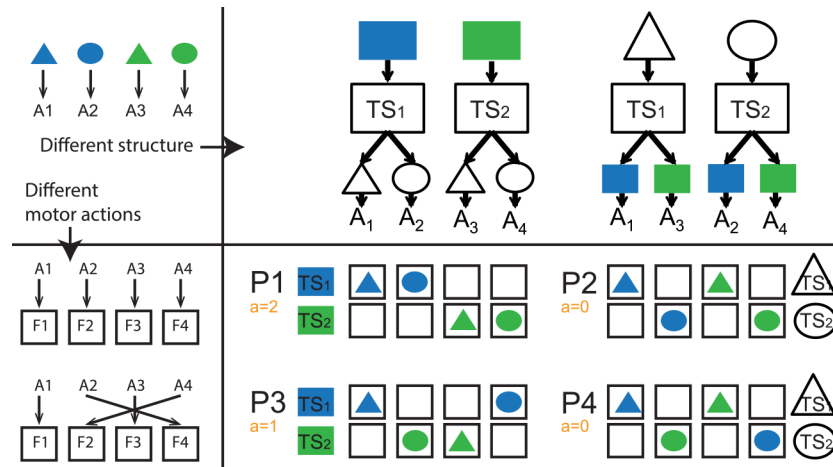 A1 A2 A3 A4
Different structure
Different
motor actions
TS1 TS2
A1 A2 A3 A4
TS1 TS2
A1 A3 A2 A4
A1 A2 A3 A4
F1 F2 F3 F4
A1 A2 A3 A4
F1 F2 F3 F4
P1 TS1
a=2 TS2
P2 TS1
a=0 TS2
P3 TS1
a=1 TS2
P4 TS1
a=0 TS2